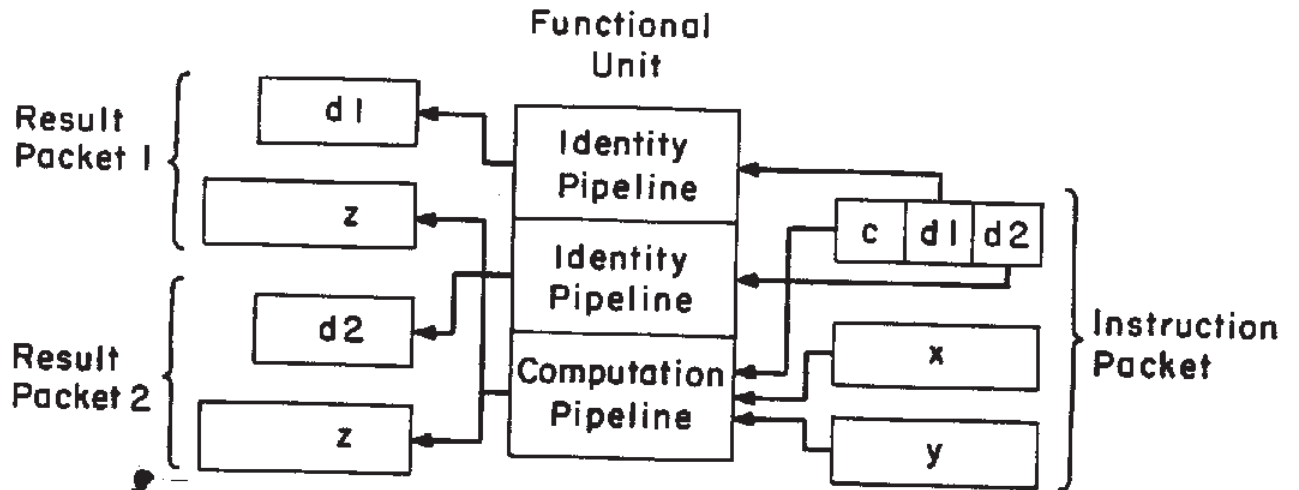 Functional
Unit
Result
Packet 1
d1
z
Result
Packet 2
d2
z
Identity
Pipeline
Identity
Pipeline
Computation
Pipeline
c d1 d2
x
y
Instruction
Packet